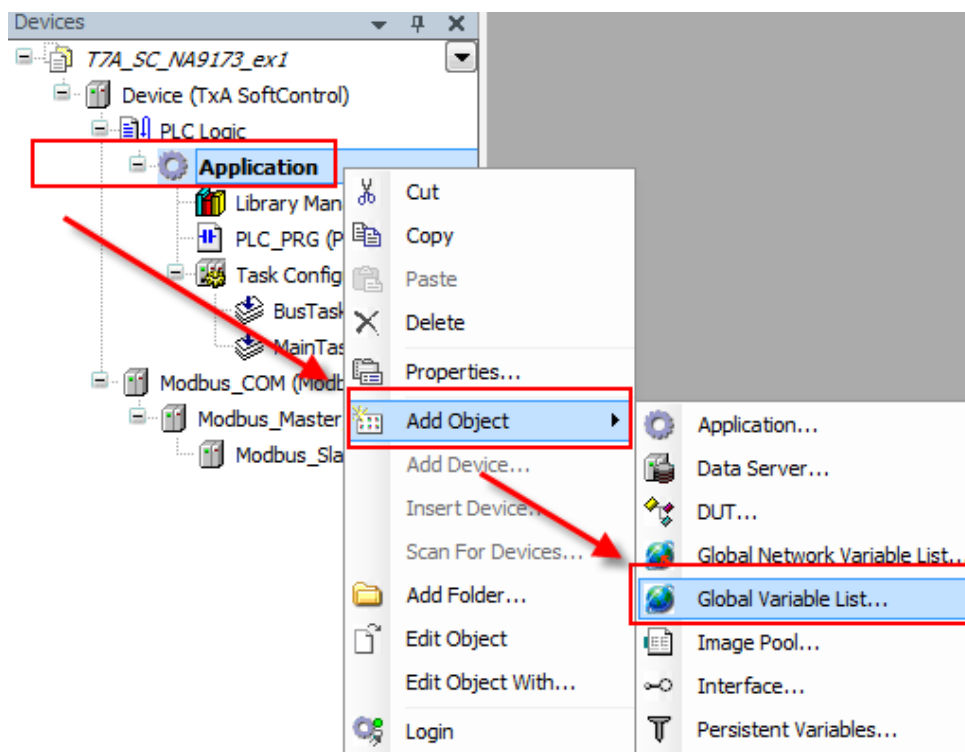 Devices
T7A_SC_NA9173_ex1
Device (TxA SoftControl)
PLC Logic
Application
Library Man
PLC_PRG (P
Task Config
BusTask
MainTas
Modbus_COM (Modb
Modbus_Master
Modbus_Sla
Cut
Copy
Paste
Delete
Properties...
Add Object
Add Device...
Insert Device...
Scan For Devices...
Add Folder...
Edit Object
Edit Object With...
Login
Application...
Data Server...
DUT...
Global Network Variable List...
Global Variable List...
Image Pool...
Interface...
Persistent Variables...